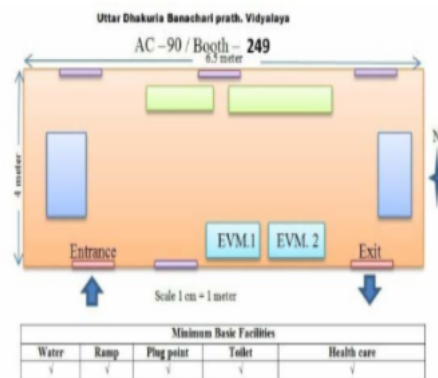 Uttar Dhakuria Banachari prath. Vidyalaya
AC –90 / Booth – 249
6.5 meter
4 meter
N
EVM.1 EVM. 2
Entrance Exit
Scale 1 cm = 1 meter
Minimum Basic Facilities
Water Ramp Plug point Toilet Health care
√ √ √ √ √